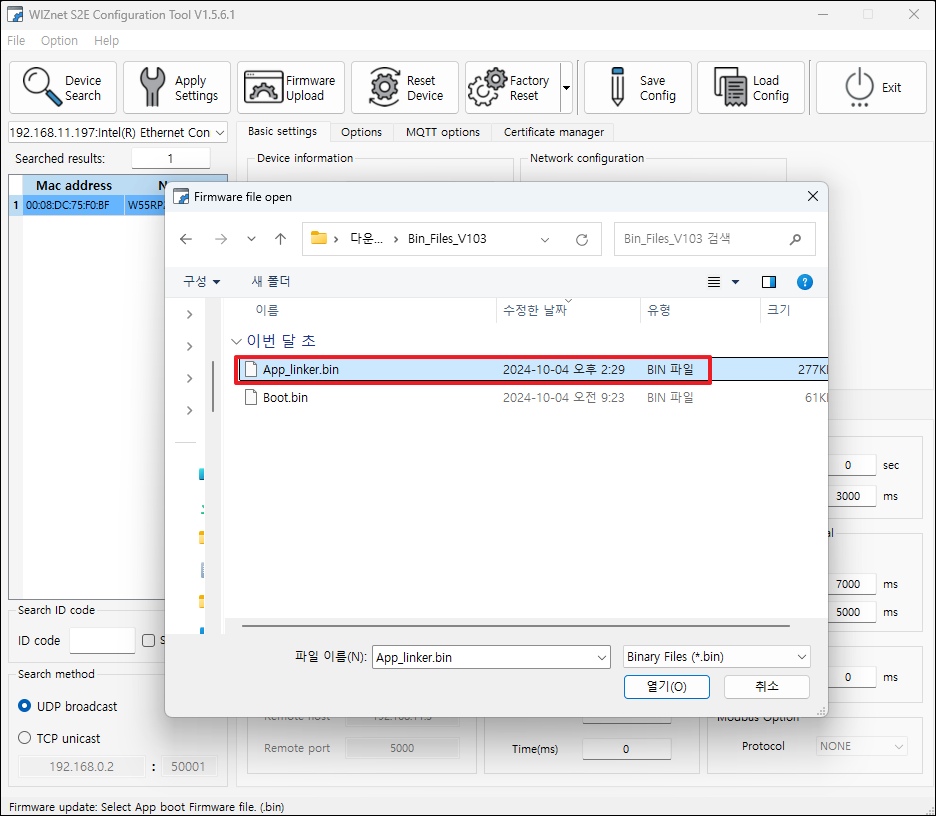 WIZnet S2E Configuration Tool V1.5.6.1
File Option Help
Device Search
Apply Settings
Firmware Upload
Reset Device
Factory Reset
Save Config
Load Config
Exit
192.168.11.197:Intel(R) Ethernet Con
Basic settings Options MQTT options Certificate manager
Searched results: 1
Device information Network configuration
Mac address N
1 00:08:DC:75:F0:BF W55RP
Firmware file open
다운... Bin_Files_V103 Bin_Files_V103 검색
구성 새 폴더
이름 수정한 날짜 유형 크기
이번 달 초
App_linker.bin 2024-10-04 오후 2:29 BIN 파일 277K
Boot.bin 2024-10-04 오전 9:23 BIN 파일 61K
0 sec
3000 ms
al
7000 ms
5000 ms
Search ID code
ID code S
파일 이름(N): App_linker.bin Binary Files (*.bin)
열기(O) 취소
0 ms
Search method
UDP broadcast
TCP unicast
192.168.0.2 : 50001
Remote host 192.168.11.3
Remote port 5000
Time(ms) 0
Modbus Option
Protocol NONE
Firmware update: Select App boot Firmware file. (.bin)